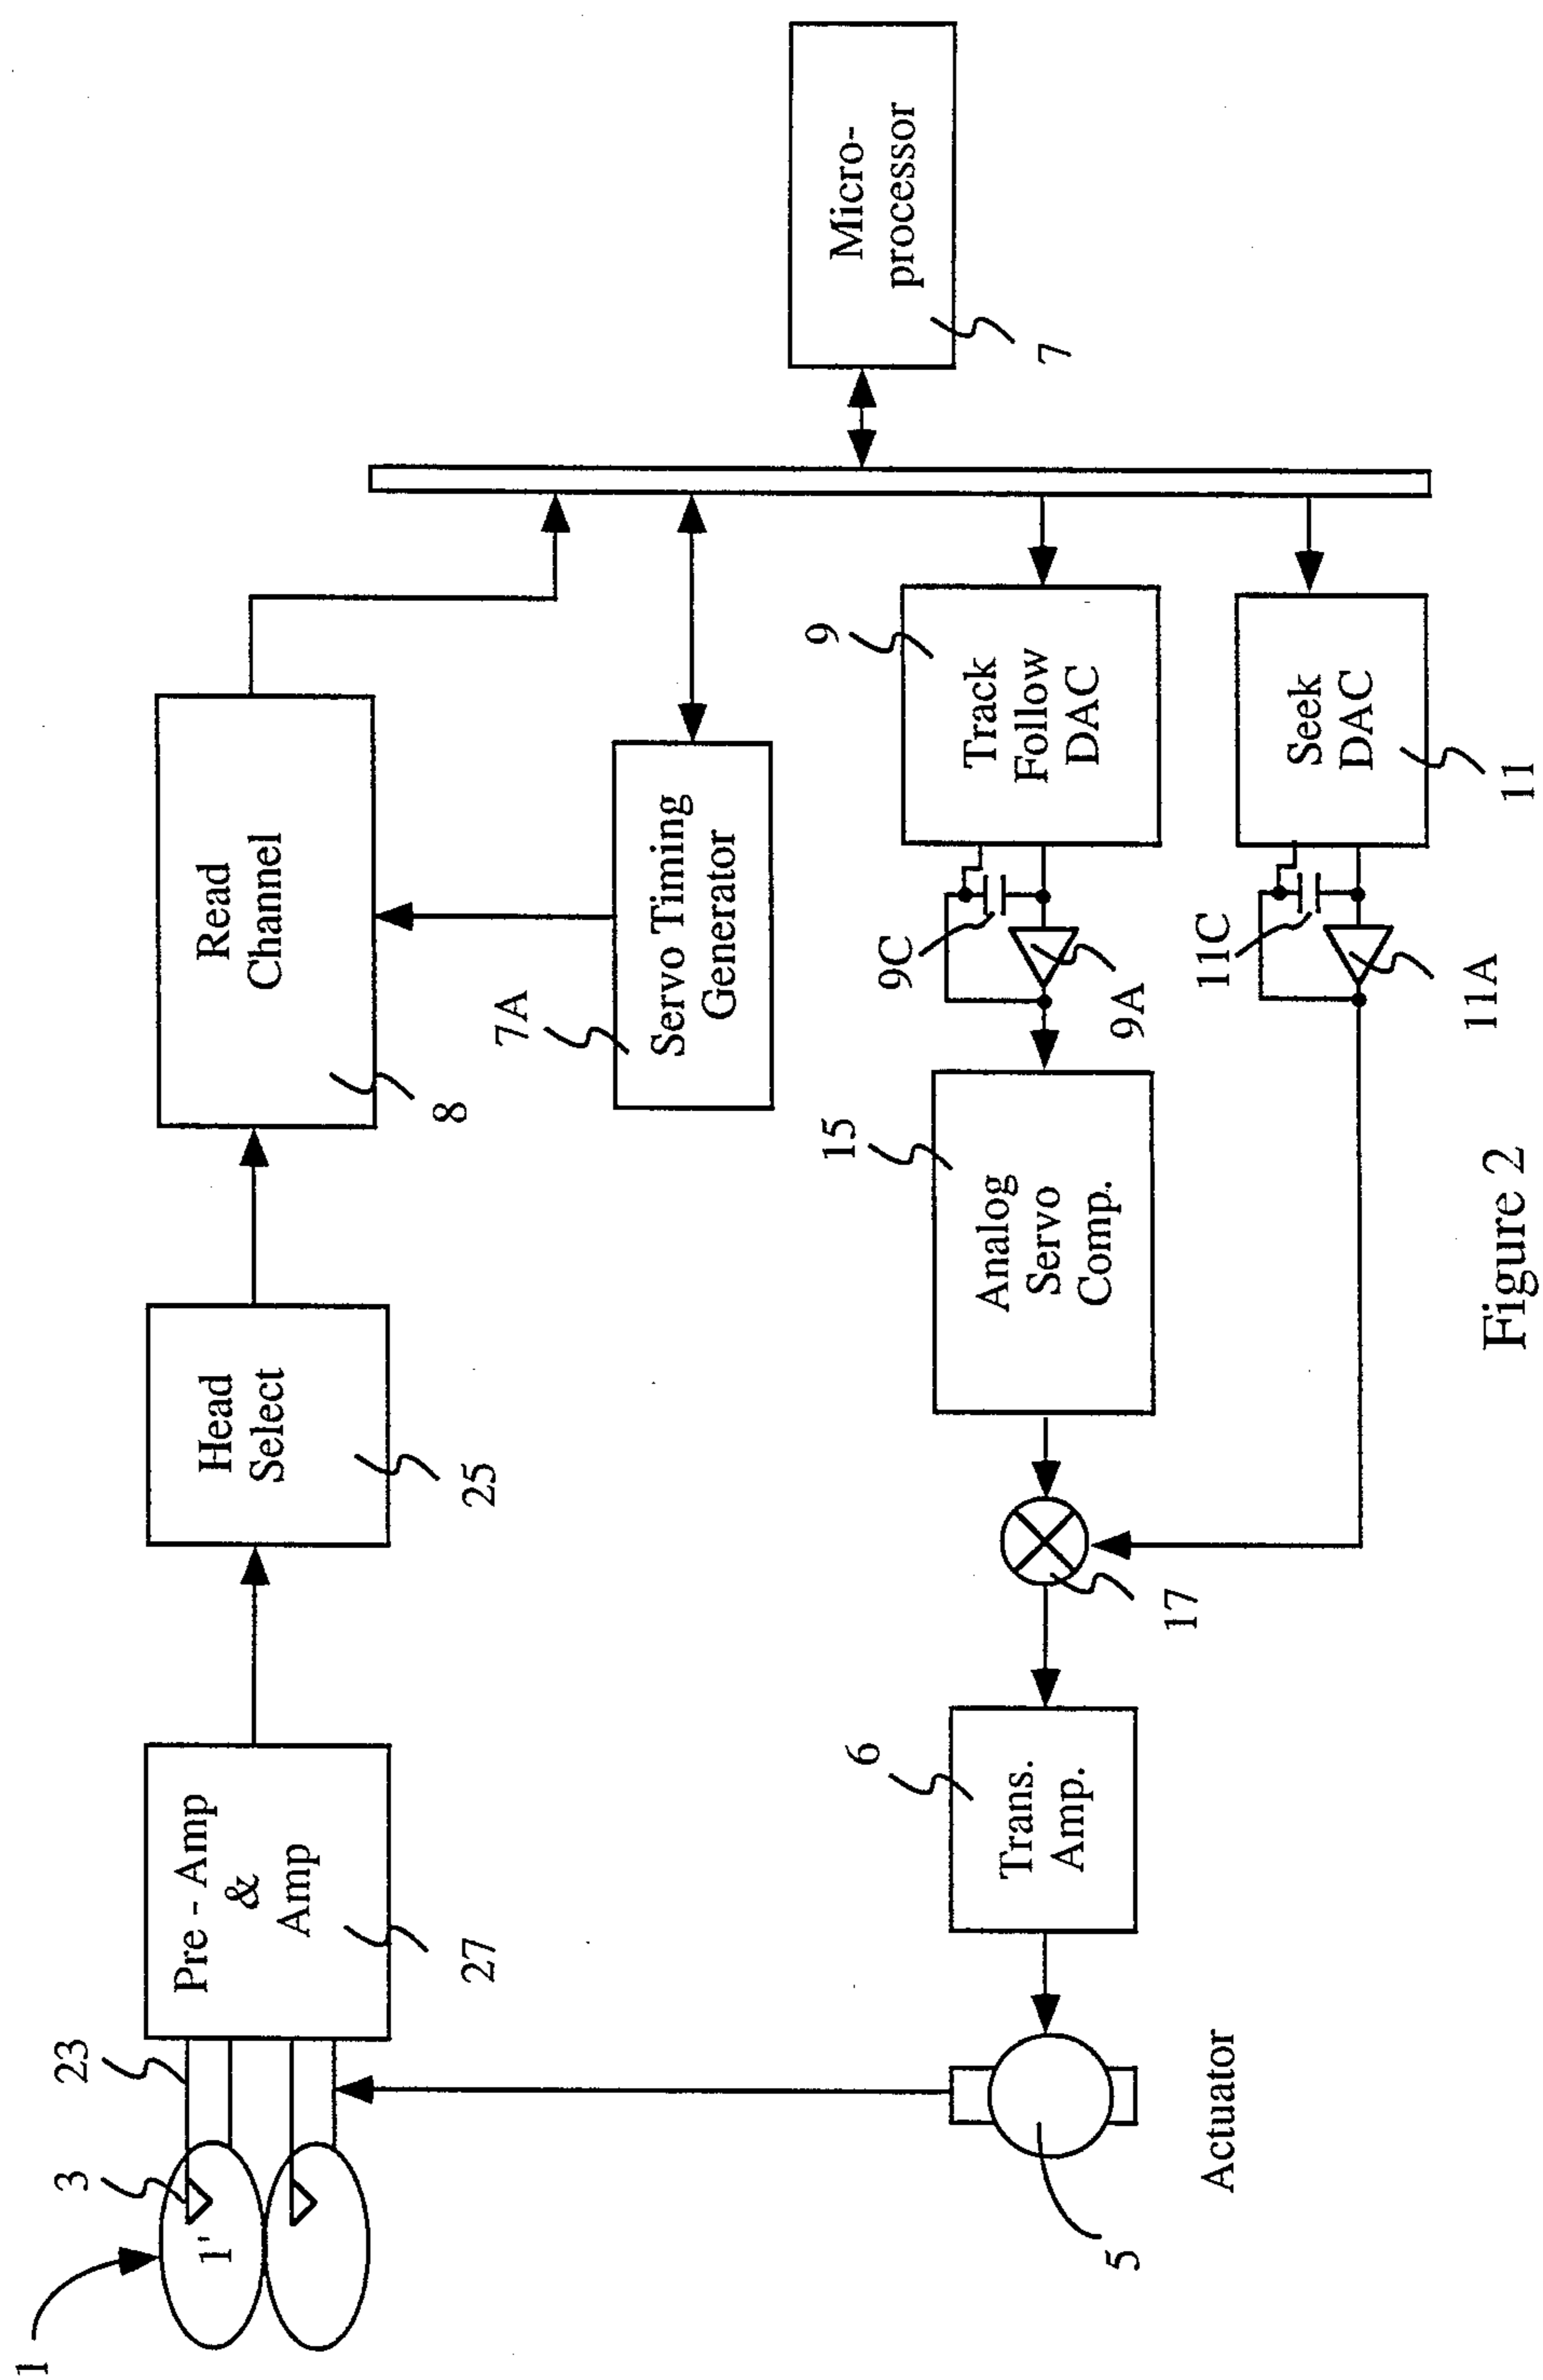 1
3
1'
23
Pre - Amp
&
Amp
27
Head
Select
25
Read
Channel
8
7A
Servo Timing
Generator
Micro-
processor
7
Actuator
5
6
Trans.
Amp.
17
15
Analog
Servo
Comp.
9C
9A
9
Track
Follow
DAC
11C
11A
Seek
DAC
11
Figure 2